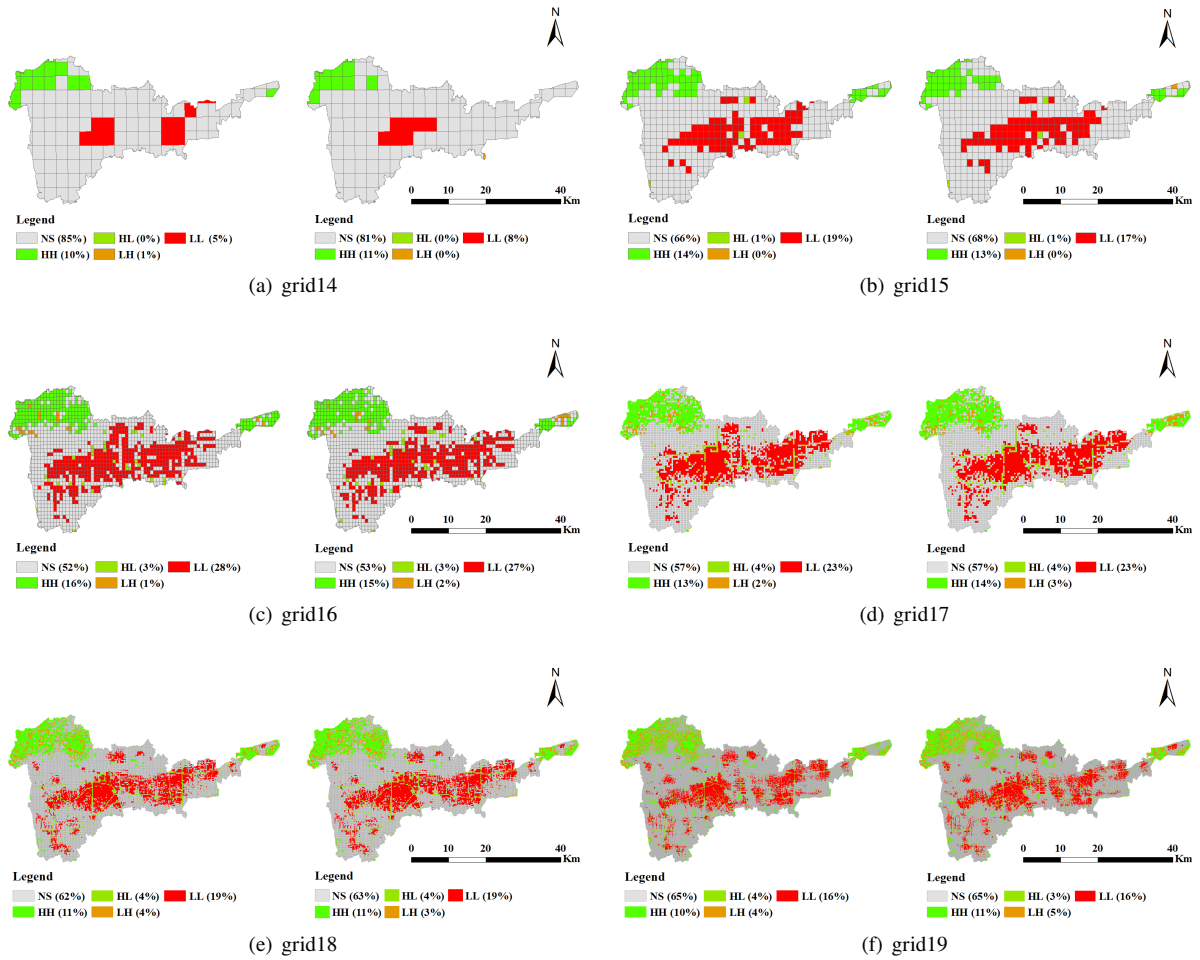 N
N
0 10 20 40
Km
0 10 20 40
Km
Legend
Legend
Legend
Legend
NS (85%) HL (0%) LL (5%)
NS (81%) HL (0%) LL (8%)
NS (66%) HL (1%) LL (19%)
NS (68%) HL (1%) LL (17%)
HH (10%) LH (1%)
HH (11%) LH (0%)
HH (14%) LH (0%)
HH (13%) LH (0%)
(a) grid14
(b) grid15
N
N
0 10 20 40
Km
0 10 20 40
Km
Legend
Legend
Legend
Legend
NS (52%) HL (3%) LL (28%)
NS (53%) HL (3%) LL (27%)
NS (57%) HL (4%) LL (23%)
NS (57%) HL (4%) LL (23%)
HH (16%) LH (1%)
HH (15%) LH (2%)
HH (13%) LH (2%)
HH (14%) LH (3%)
(c) grid16
(d) grid17
N
N
0 10 20 40
Km
0 10 20 40
Km
Legend
Legend
Legend
Legend
NS (62%) HL (4%) LL (19%)
NS (63%) HL (4%) LL (19%)
NS (65%) HL (4%) LL (16%)
NS (65%) HL (3%) LL (16%)
HH (11%) LH (4%)
HH (11%) LH (3%)
HH (10%) LH (4%)
HH (11%) LH (5%)
(e) grid18
(f) grid19